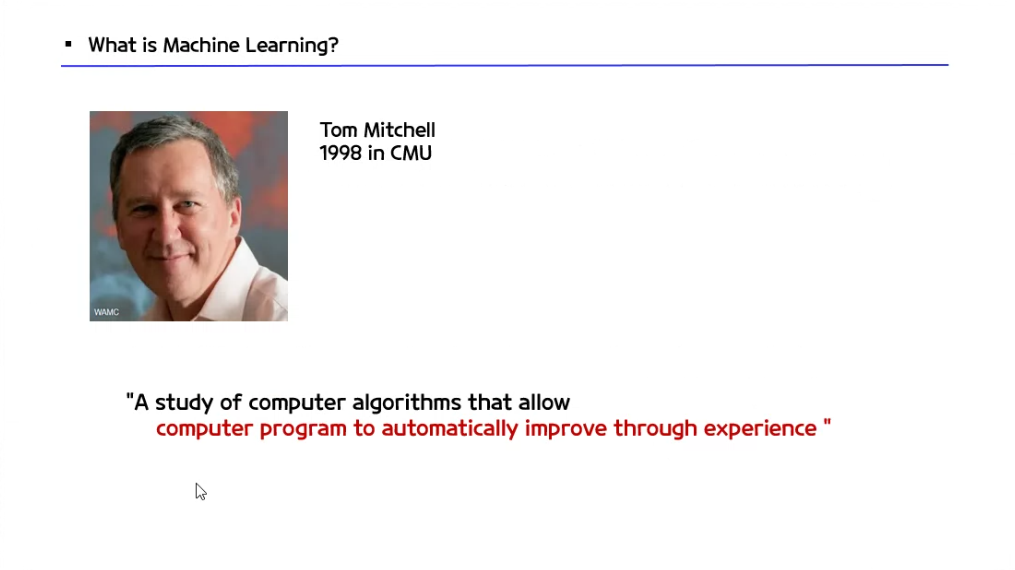 ▪ What is Machine Learning?
Tom Mitchell
1998 in CMU
WAMC
"A study of computer algorithms that allow
computer program to automatically improve through experience "